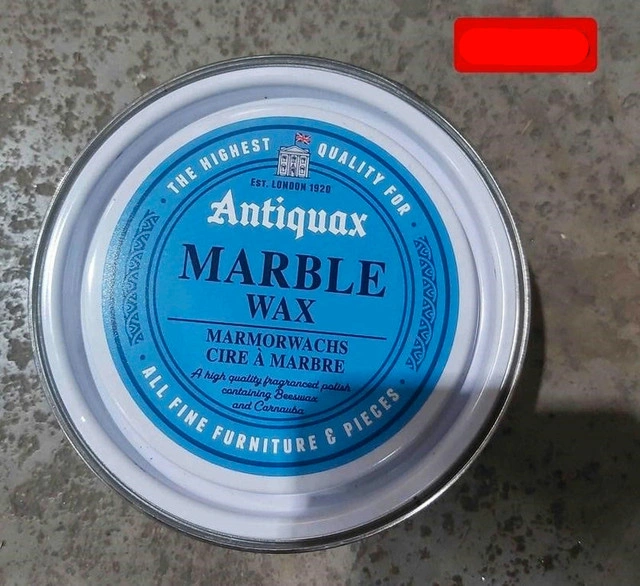 THE HIGHEST QUALITY FOR
EST. LONDON 1920
Antiquax
MARBLE
WAX
MARMORWACHS
CIRE À MARBRE
A high quality fragranced polish
containing Beeswax
and Carnauba
ALL FINE FURNITURE & PIECES